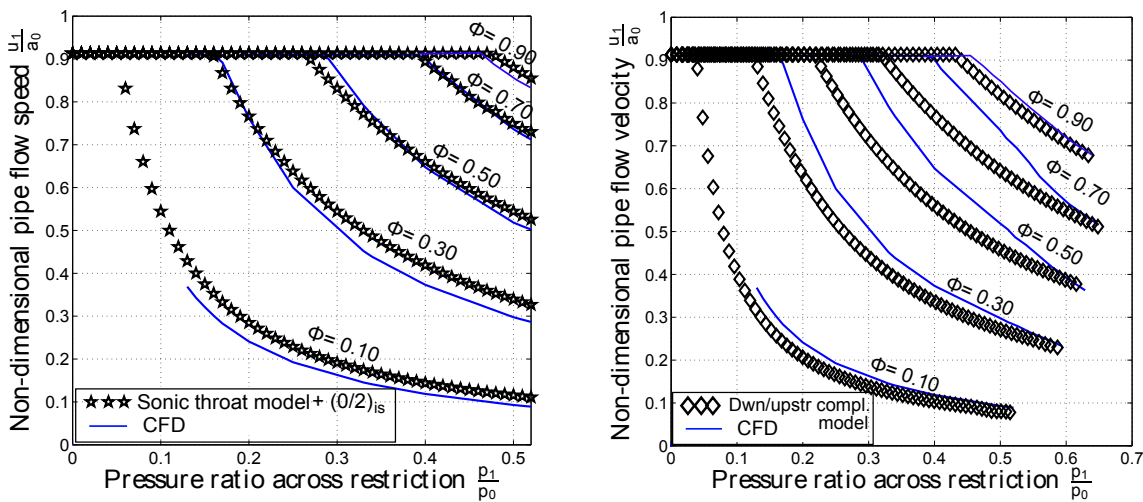 Non-dimensional pipe flow speed u₁/a₀
1
0.9
0.8
0.7
0.6
0.5
0.4
0.3
0.2
0.1
0
Φ= 0.90
Φ= 0.70
Φ= 0.50
Φ= 0.30
Φ= 0.10
Sonic throat model + (0/2)ᵢₛ
CFD
0 0.1 0.2 0.3 0.4 0.5
Pressure ratio across restriction p₁/p₀
Non-dimensional pipe flow velocity u₁/a₀
1
0.9
0.8
0.7
0.6
0.5
0.4
0.3
0.2
0.1
0
Φ= 0.90
Φ= 0.70
Φ= 0.50
Φ= 0.30
Φ= 0.10
Dwn/upstr compl.
model
CFD
0 0.1 0.2 0.3 0.4 0.5 0.6 0.7
Pressure ratio across restriction p₁/p₀